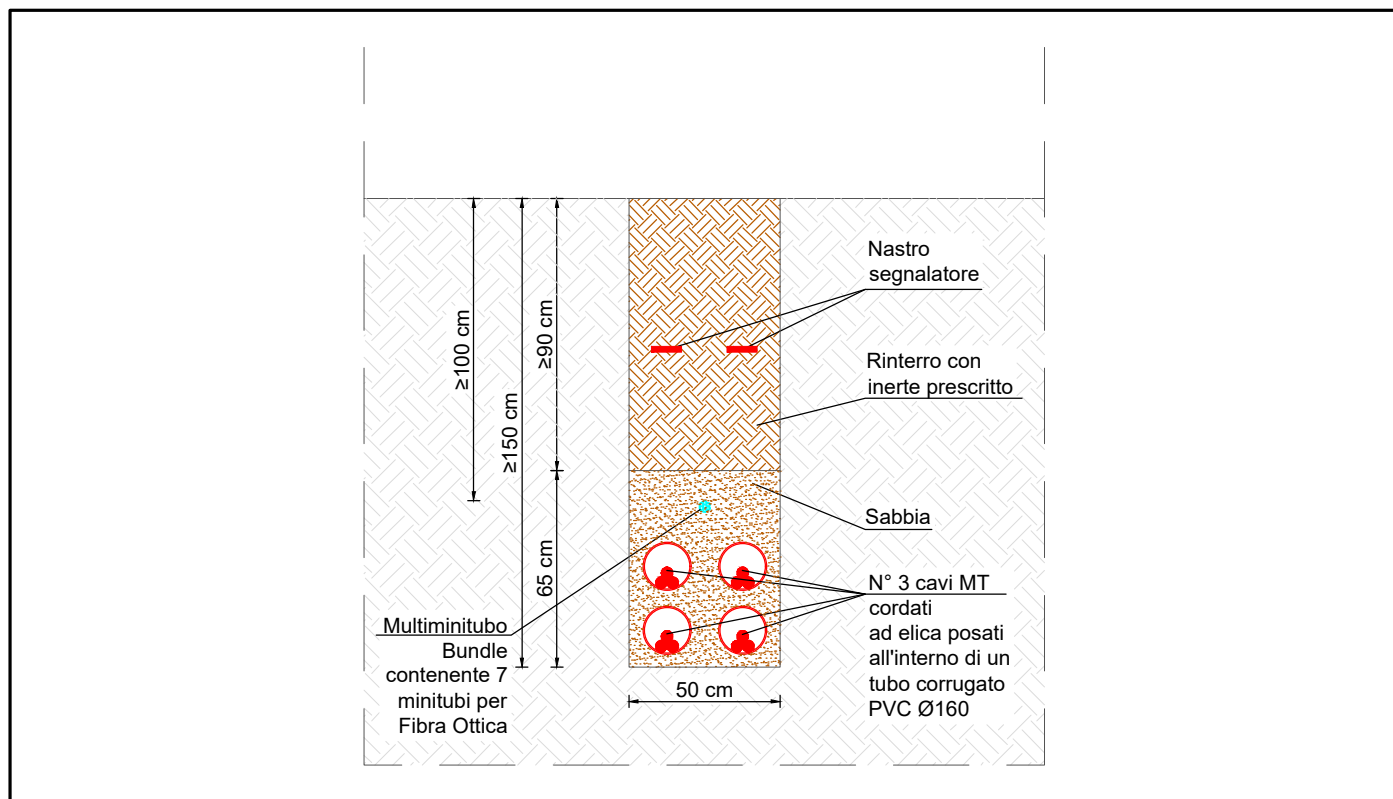 Nastro
segnalatore
≥100 cm
≥150 cm
≥90 cm
Rinterro con
inerte prescritto
Sabbia
65 cm
N° 3 cavi MT
cordati
ad elica posati
all'interno di un
tubo corrugato
PVC Ø160
Multiminitubo
Bundle
contenente 7
minitubi per
Fibra Ottica
50 cm